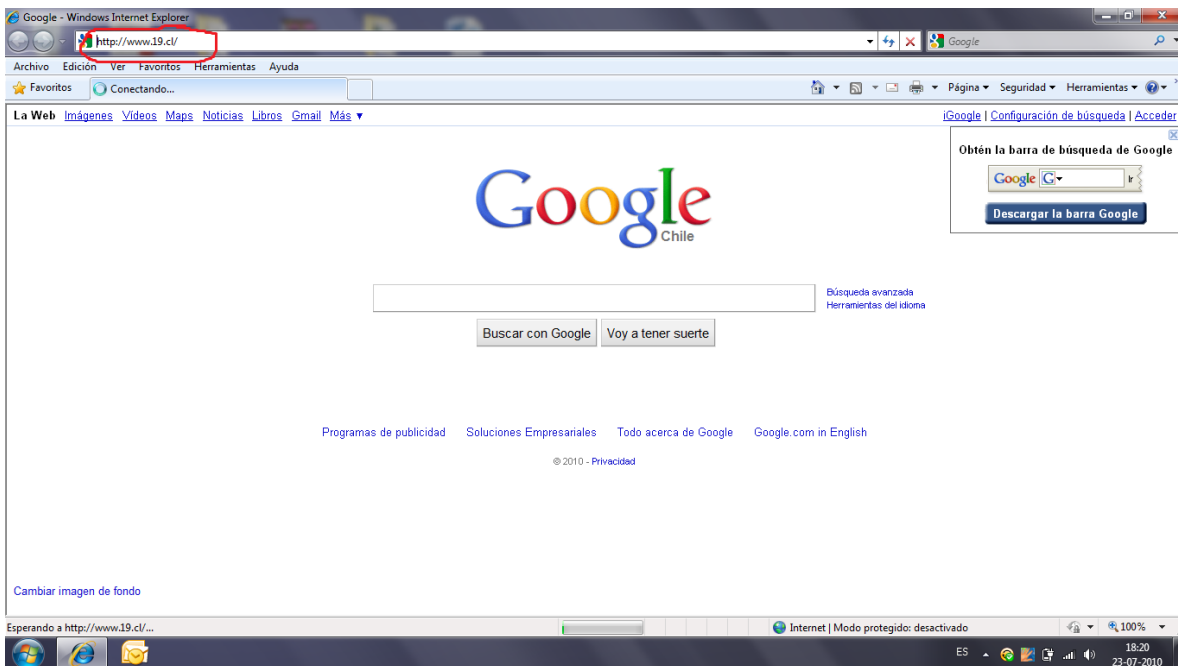 Google - Windows Internet Explorer
http://www.19.cl/
Google
Archivo Edición Ver Favoritos Herramientas Ayuda
Favoritos Conectando... Página Seguridad Herramientas
La Web Imágenes Vídeos Maps Noticias Libros Gmail Más ▼ iGoogle | Configuración de búsqueda | Acceder
Obtén la barra de búsqueda de Google
Google G Ir
Descargar la barra Google
Google
Chile
Búsqueda avanzada
Herramientas del idioma
Buscar con Google Voy a tener suerte
Programas de publicidad Soluciones Empresariales Todo acerca de Google Google.com in English
© 2010 - Privacidad
Cambiar imagen de fondo
Esperando a http://www.19.cl/... Internet | Modo protegido: desactivado 100%
ES 18:20
23-07-2010